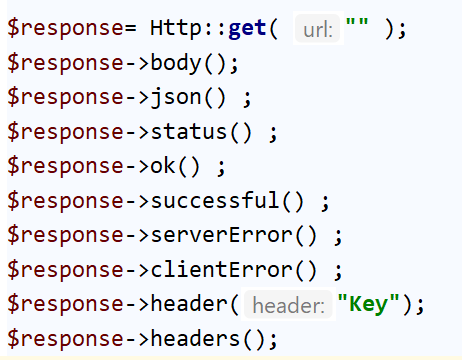 $response= Http::get( url: "" );
$response->body();
$response->json() ;
$response->status() ;
$response->ok() ;
$response->successful() ;
$response->serverError() ;
$response->clientError() ;
$response->header( header: "Key");
$response->headers();